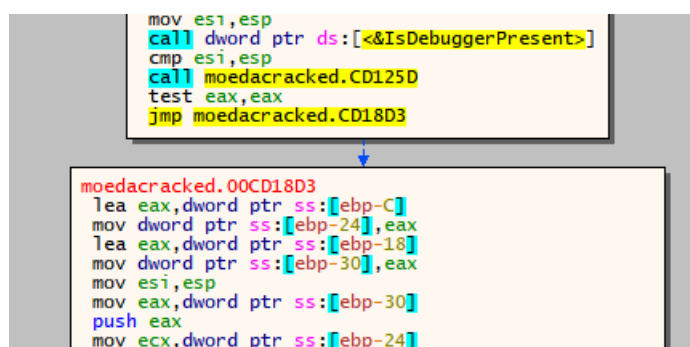 mov esi,esp
call dword ptr ds:[<&IsDebuggerPresent>]
cmp esi,esp
call moedacracked.CD125D
test eax,eax
jmp moedacracked.CD18D3
moedacracked.00CD18D3
lea eax,dword ptr ss:[ebp-C]
mov dword ptr ss:[ebp-24],eax
lea eax,dword ptr ss:[ebp-18]
mov dword ptr ss:[ebp-30],eax
mov esi,esp
mov eax,dword ptr ss:[ebp-30]
push eax
mov ecx,dword ptr ss:[ebp-24]